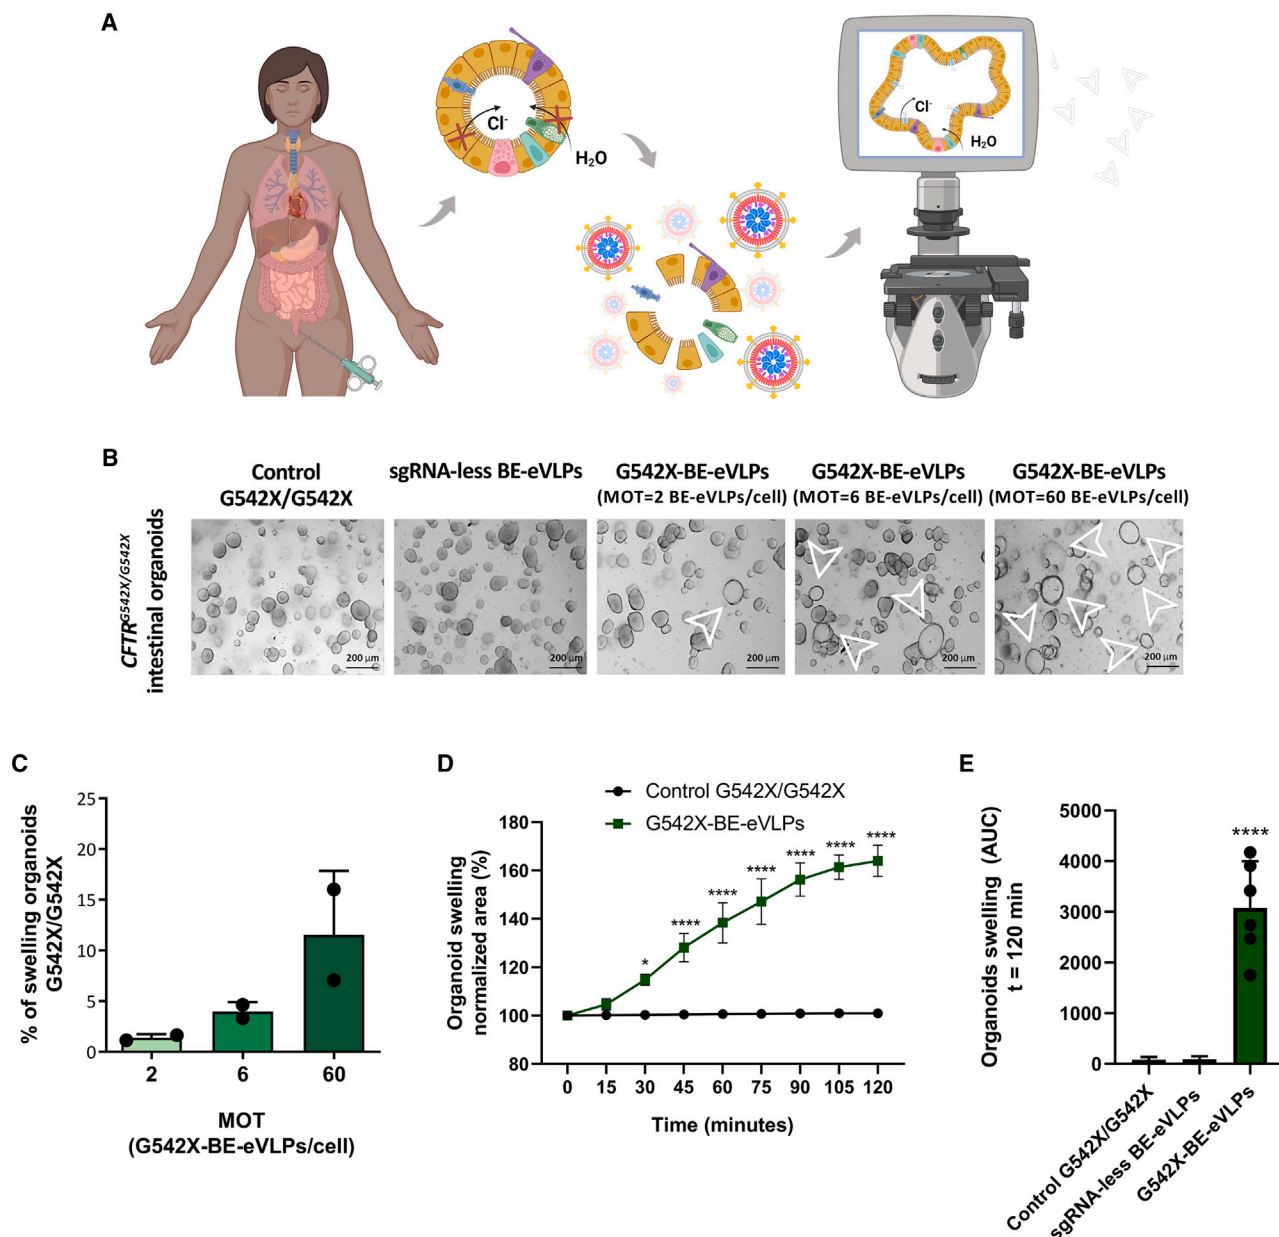 A
Cl-
H2O
Cl-
H2O
B
Control
G542X/G542X
sgRNA-less BE-eVLPs
G542X-BE-eVLPs
(MOT=2 BE-eVLPs/cell)
G542X-BE-eVLPs
(MOT=6 BE-eVLPs/cell)
G542X-BE-eVLPs
(MOT=60 BE-eVLPs/cell)
CFTRG542X/G542X
intestinal organoids
200 µm
200 µm
200 µm
200 µm
200 µm
C
% of swelling organoids
G542X/G542X
25
20
15
10
5
0
2
6
60
MOT
(G542X-BE-eVLPs/cell)
D
Control G542X/G542X
G542X-BE-eVLPs
Organoid swelling
normalized area (%)
180
160
140
120
100
80
*
****
****
****
****
****
****
0
15
30
45
60
75
90
105
120
Time (minutes)
E
Organoids swelling (AUC)
t = 120 min
5000
4000
3000
2000
1000
0
****
Control G542X/G542X
sgRNA-less BE-eVLPs
G542X-BE-eVLPs